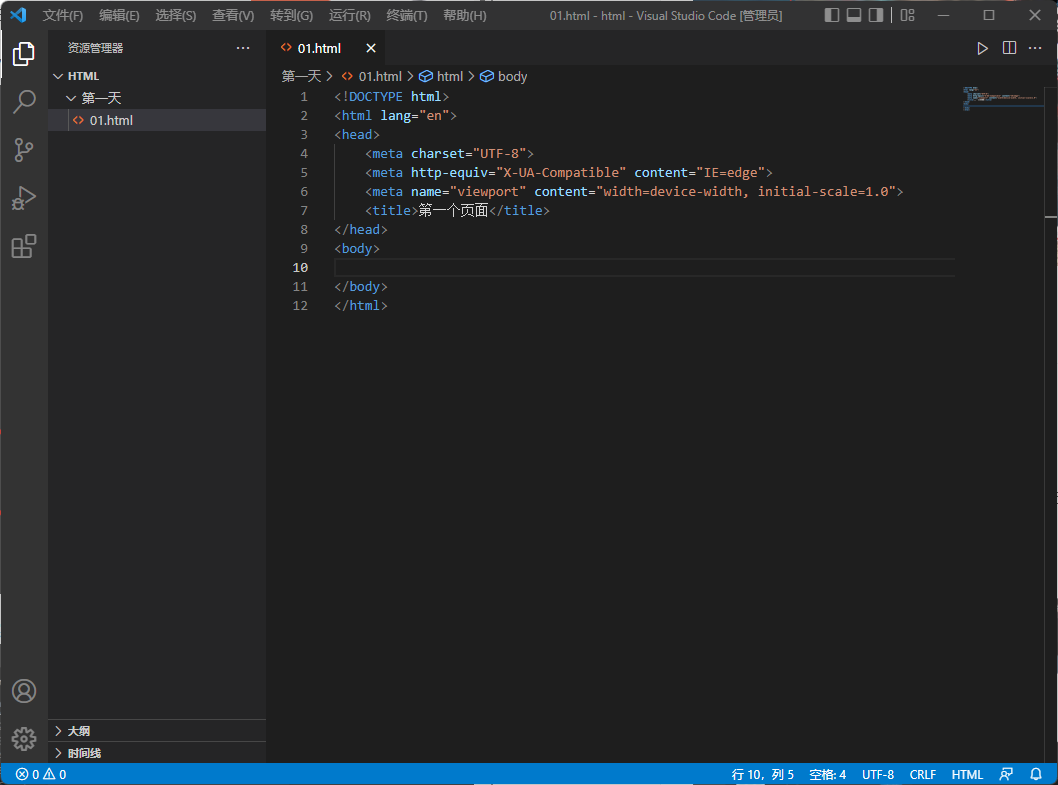 文件(F) 编辑(E) 选择(S) 查看(V) 转到(G) 运行(R) 终端(T) 帮助(H) 01.html - html - Visual Studio Code [管理员]
资源管理器
HTML
第一天
01.html
大纲
时间线
01.html
第一天 > 01.html > html > body
1 <!DOCTYPE html>
2 <html lang="en">
3 <head>
4 <meta charset="UTF-8">
5 <meta http-equiv="X-UA-Compatible" content="IE=edge">
6 <meta name="viewport" content="width=device-width, initial-scale=1.0">
7 <title>第一个页面</title>
8 </head>
9 <body>
10
11 </body>
12 </html>
0 0 行 10，列 5 空格: 4 UTF-8 CRLF HTML